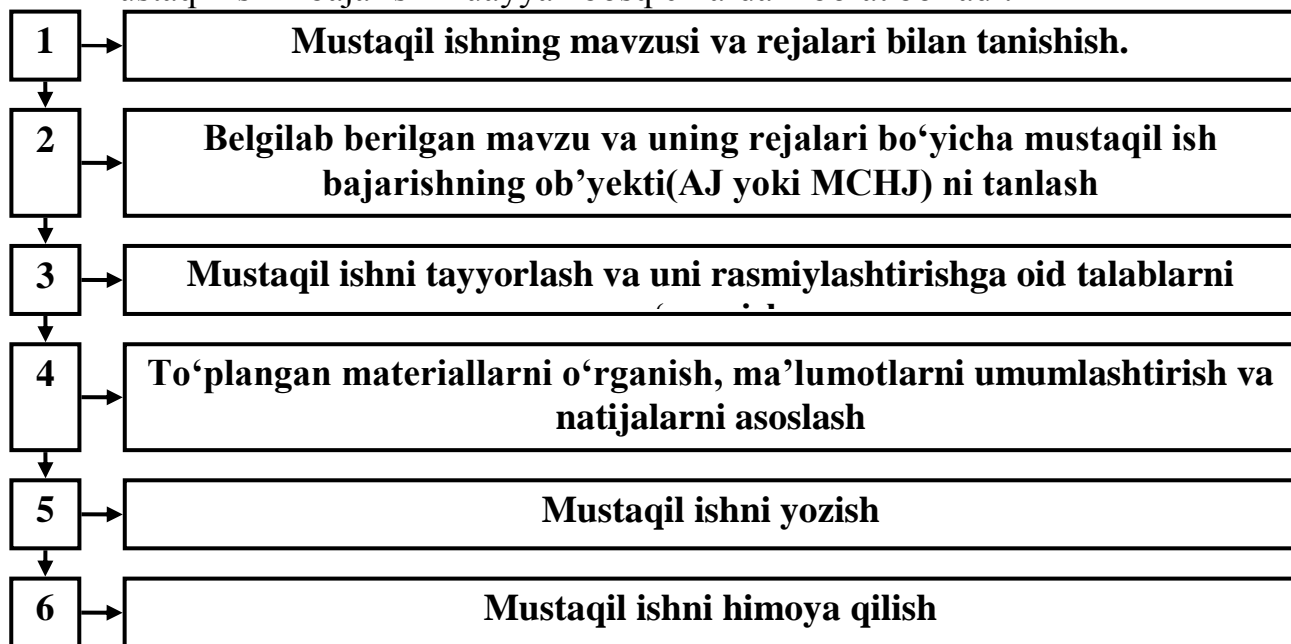 1
Mustaqil ishning mavzusi va rejalari bilan tanishish.
2
Belgilab berilgan mavzu va uning rejalari bo‘yicha mustaqil ish
bajarishning ob’yekti(AJ yoki MCHJ) ni tanlash
3
Mustaqil ishni tayyorlash va uni rasmiylashtirishga oid talablarni
4
To‘plangan materiallarni o‘rganish, ma’lumotlarni umumlashtirish va
natijalarni asoslash
5
Mustaqil ishni yozish
6
Mustaqil ishni himoya qilish